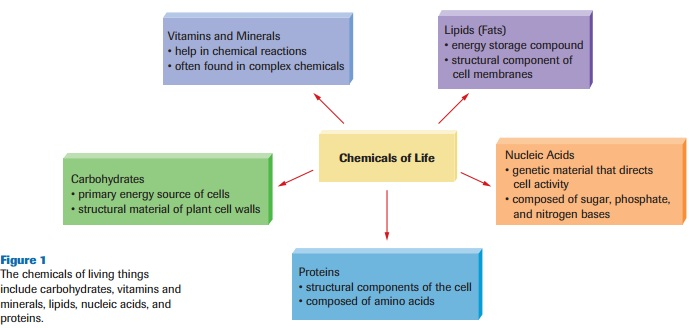 Vitamins and Minerals
• help in chemical reactions
• often found in complex chemicals
Lipids (Fats)
• energy storage compound
• structural component of
cell membranes
Chemicals of Life
Carbohydrates
• primary energy source of cells
• structural material of plant cell walls
Nucleic Acids
• genetic material that directs
cell activity
• composed of sugar, phosphate,
and nitrogen bases
Proteins
• structural components of the cell
• composed of amino acids
Figure 1
The chemicals of living things
include carbohydrates, vitamins and
minerals, lipids, nucleic acids, and
proteins.